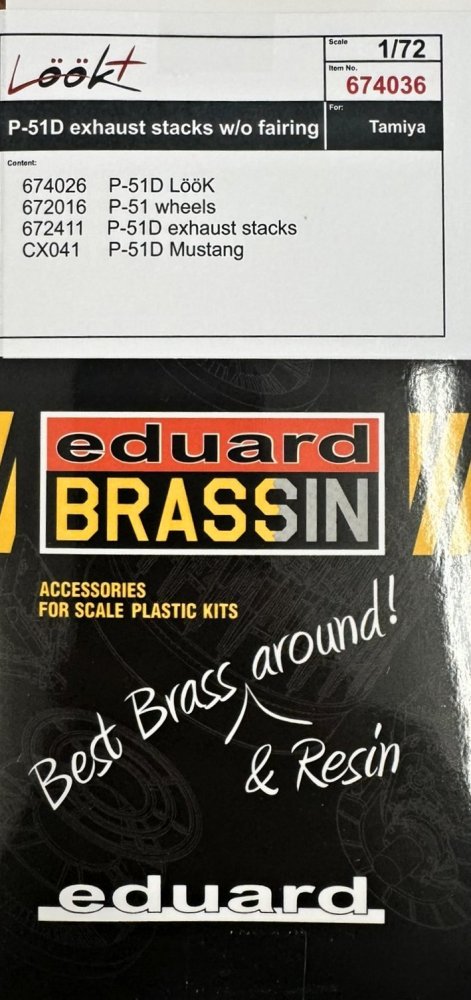 Löök+
Scale
1/72
Item No.
674036
P-51D exhaust stacks w/o fairing
For:
Tamiya
Content:
674026 P-51D LööK
672016 P-51 wheels
672411 P-51D exhaust stacks
CX041 P-51D Mustang
eduard
BRASSIN
ACCESSORIES
FOR SCALE PLASTIC KITS
Best Brass around!
& Resin
eduard